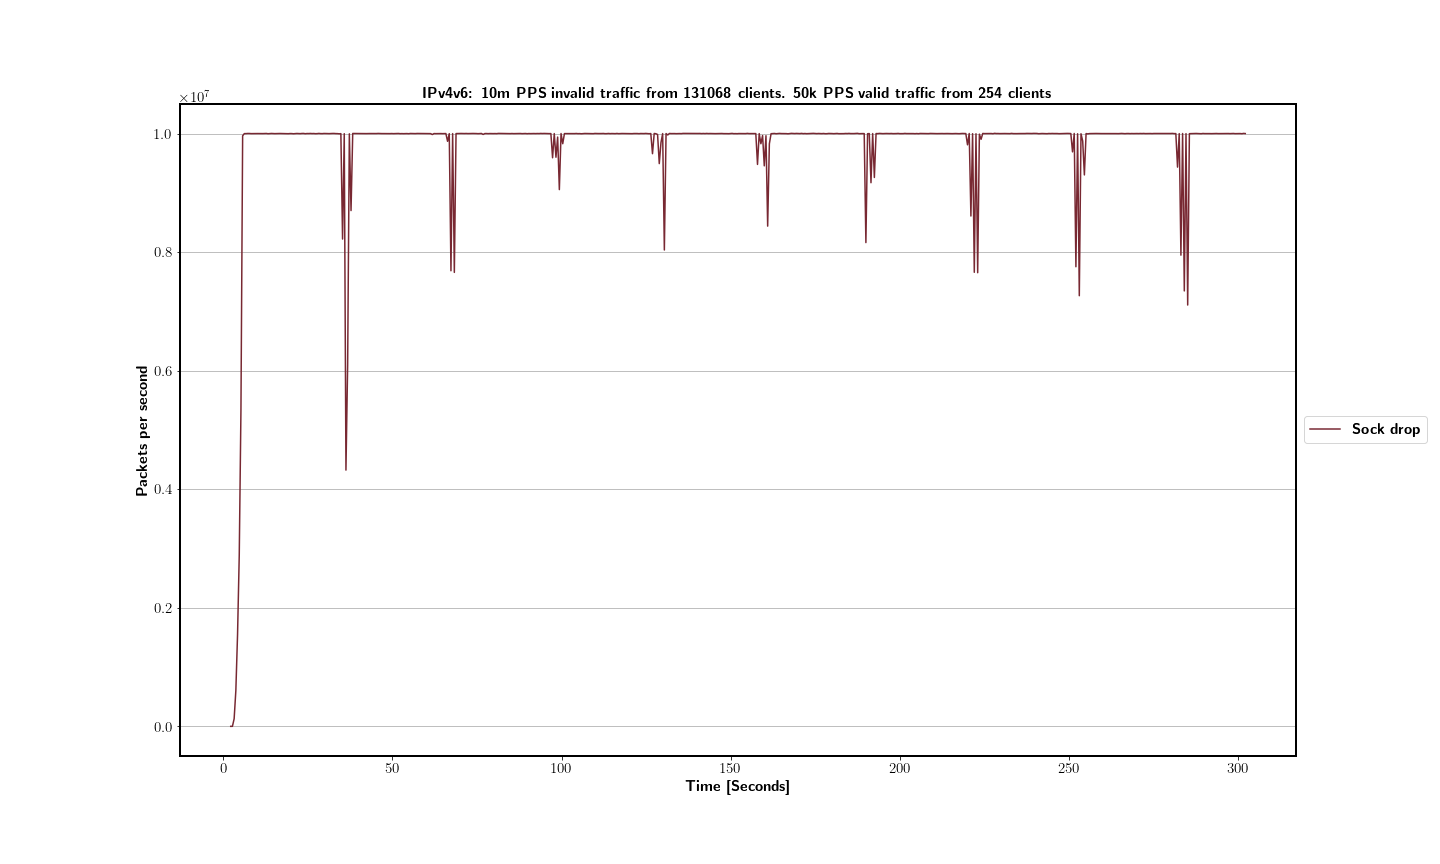 IPv4v6: 10m PPS invalid traffic from 131068 clients. 50k PPS valid traffic from 254 clients
×10⁷
1.0
0.8
0.6
0.4
0.2
0.0
Packets per second
0 50 100 150 200 250 300
Time [Seconds]
Sock drop